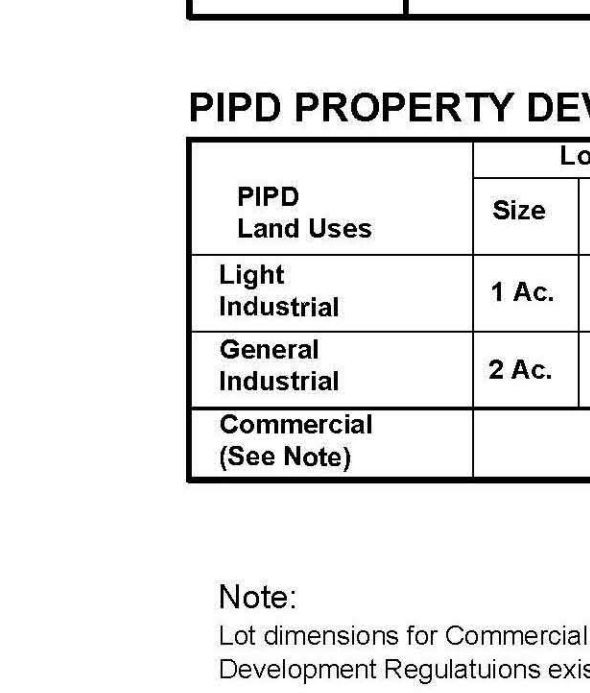 PIPD PROPERTY DEV
Lo
PIPD
Land Uses
Size
Light
Industrial
1 Ac.
General
Industrial
2 Ac.
Commercial
(See Note)
Note:
Lot dimensions for Commercial
Development Regulatuions exis